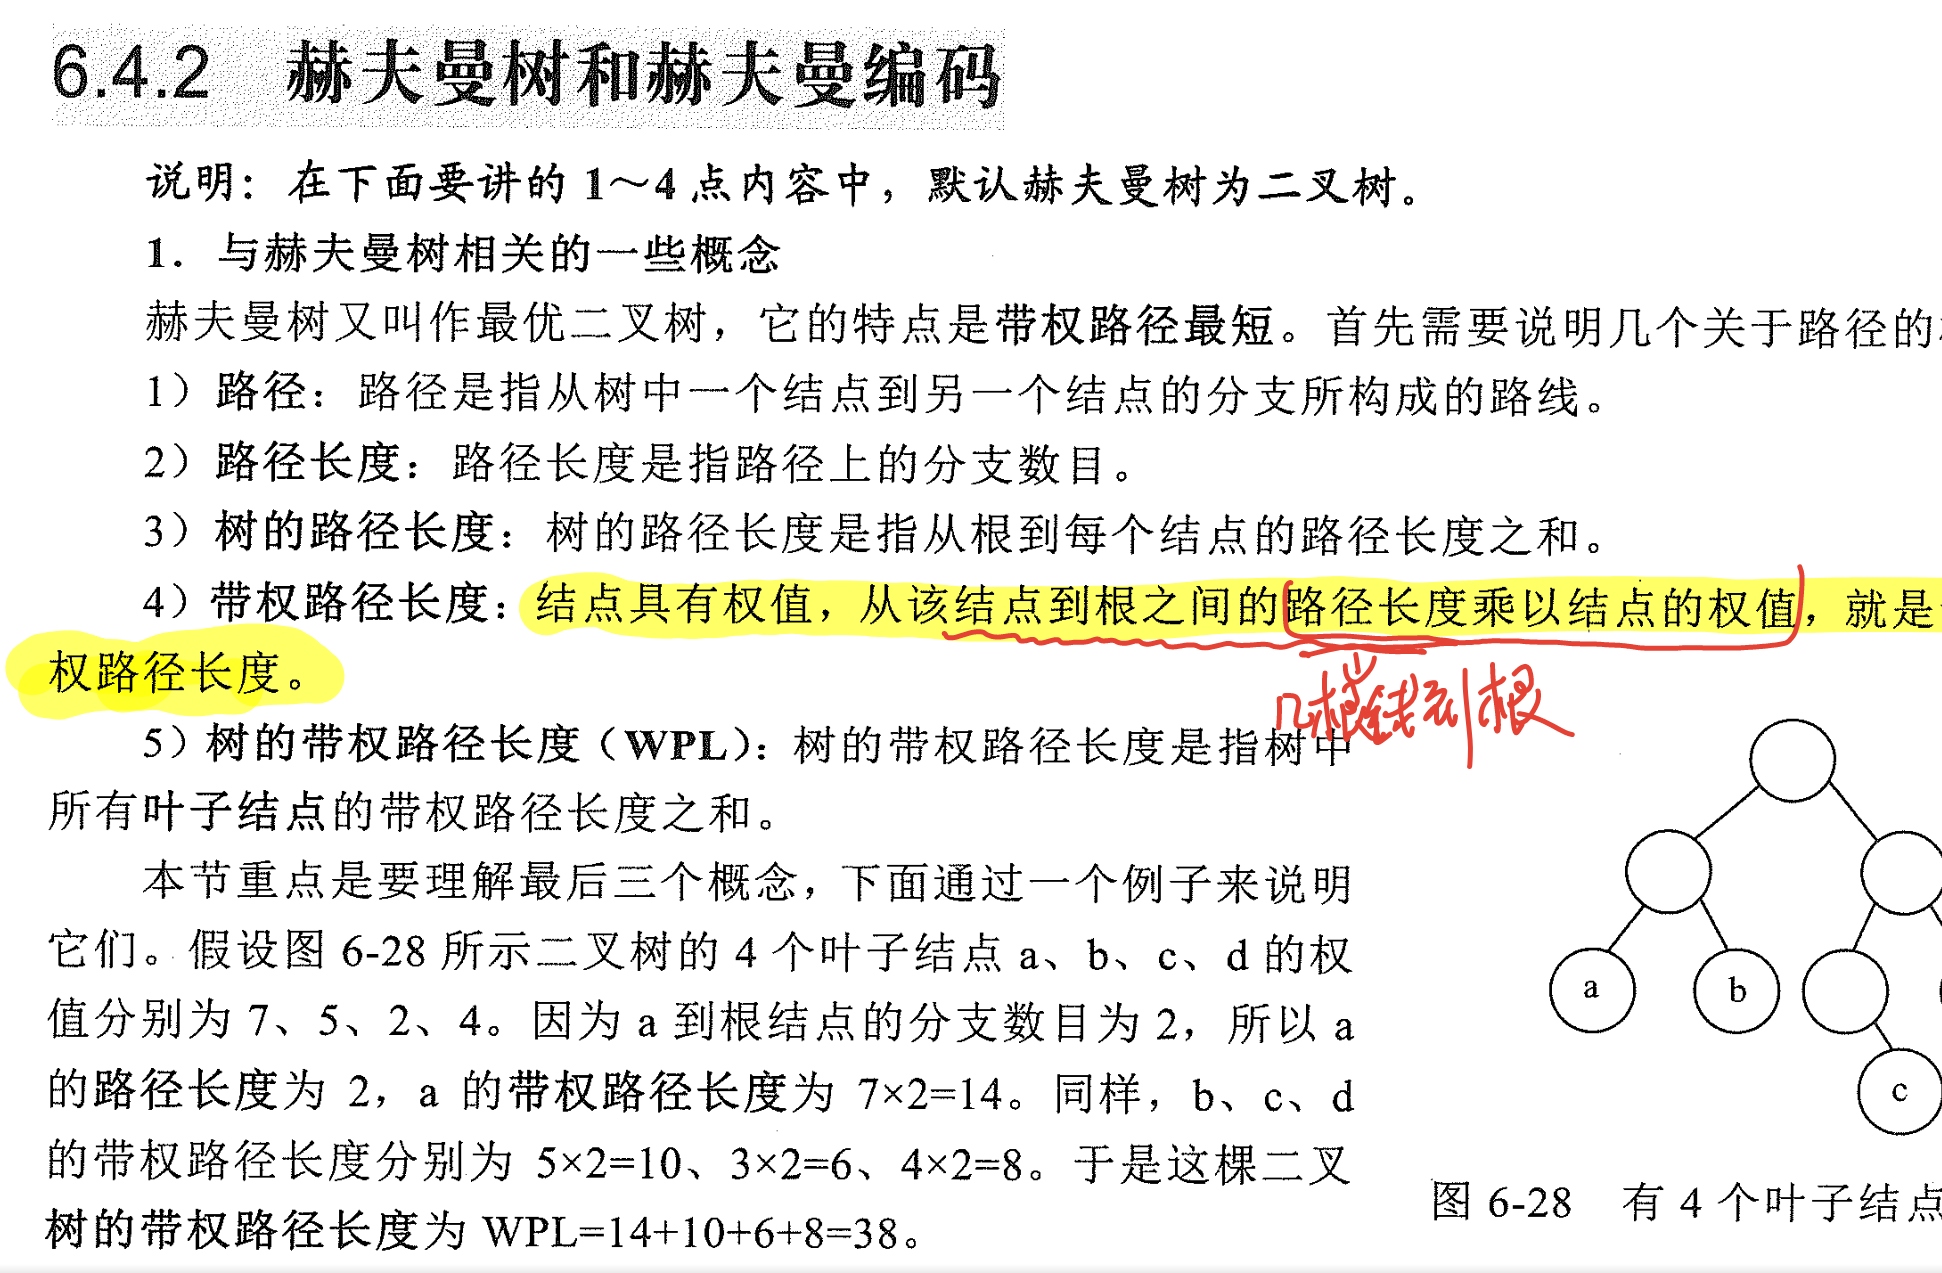 6.4.2 赫夫曼树和赫夫曼编码
说明：在下面要讲的 1～4 点内容中，默认赫夫曼树为二叉树。
1．与赫夫曼树相关的一些概念
赫夫曼树又叫作最优二叉树，它的特点是带权路径最短。首先需要说明几个关于路径的
1）路径：路径是指从树中一个结点到另一个结点的分支所构成的路线。
2）路径长度：路径长度是指路径上的分支数目。
3）树的路径长度：树的路径长度是指从根到每个结点的路径长度之和。
4）带权路径长度：结点具有权值，从该结点到根之间的路径长度乘以结点的权值，就是
权路径长度。
几根线到根
5）树的带权路径长度（WPL）：树的带权路径长度是指树中
所有叶子结点的带权路径长度之和。
本节重点是要理解最后三个概念，下面通过一个例子来说明
它们。假设图 6-28 所示二叉树的 4 个叶子结点 a、b、c、d 的权
值分别为 7、5、2、4。因为 a 到根结点的分支数目为 2，所以 a
的路径长度为 2，a 的带权路径长度为 7×2=14。同样，b、c、d
的带权路径长度分别为 5×2=10、3×2=6、4×2=8。于是这棵二叉
树的带权路径长度为 WPL=14+10+6+8=38。
a
b
c
图 6-28 有 4 个叶子结点